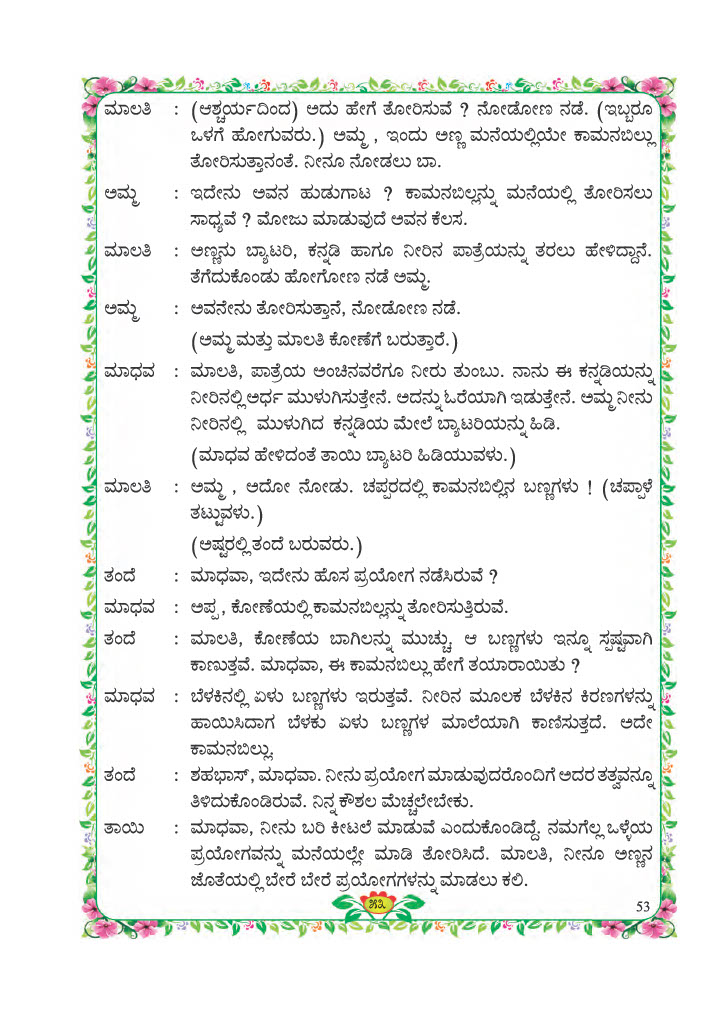 ಮಾಲತಿ : (ಆಶ್ಚರ್ಯದಿಂದ) ಅದು ಹೇಗೆ ತೋರಿಸುವೆ ? ನೋಡೋಣ ನಡೆ. (ಇಬ್ಬರೂ
ಒಳಗೆ ಹೋಗುವರು.) ಅಮ್ಮ , ಇಂದು ಅಣ್ಣ ಮನೆಯಲ್ಲಿಯೇ ಕಾಮನಬಿಲ್ಲು
ತೋರಿಸುತ್ತಾನಂತೆ. ನೀನೂ ನೋಡಲು ಬಾ.
ಅಮ್ಮ : ಇದೇನು ಅವನ ಹುಡುಗಾಟ ? ಕಾಮನಬಿಲ್ಲನ್ನು ಮನೆಯಲ್ಲಿ ತೋರಿಸಲು
ಸಾಧ್ಯವೆ ? ಮೋಜು ಮಾಡುವುದೆ ಅವನ ಕೆಲಸ.
ಮಾಲತಿ : ಅಣ್ಣನು ಬ್ಯಾಟರಿ, ಕನ್ನಡಿ ಹಾಗೂ ನೀರಿನ ಪಾತ್ರೆಯನ್ನು ತರಲು ಹೇಳಿದ್ದಾನೆ.
ತೆಗೆದುಕೊಂಡು ಹೋಗೋಣ ನಡೆ ಅಮ್ಮ.
ಅಮ್ಮ : ಅವನೇನು ತೋರಿಸುತ್ತಾನೆ, ನೋಡೋಣ ನಡೆ.
(ಅಮ್ಮ ಮತ್ತು ಮಾಲತಿ ಕೋಣೆಗೆ ಬರುತ್ತಾರೆ.)
ಮಾಧವ : ಮಾಲತಿ, ಪಾತ್ರೆಯ ಅಂಚಿನವರೆಗೂ ನೀರು ತುಂಬು. ನಾನು ಈ ಕನ್ನಡಿಯನ್ನು
ನೀರಿನಲ್ಲಿ ಅರ್ಧ ಮುಳುಗಿಸುತ್ತೇನೆ. ಅದನ್ನು ಓರೆಯಾಗಿ ಇಡುತ್ತೇನೆ. ಅಮ್ಮ ನೀನು
ನೀರಿನಲ್ಲಿ ಮುಳುಗಿದ ಕನ್ನಡಿಯ ಮೇಲೆ ಬ್ಯಾಟರಿಯನ್ನು ಹಿಡಿ.
(ಮಾಧವ ಹೇಳಿದಂತೆ ತಾಯಿ ಬ್ಯಾಟರಿ ಹಿಡಿಯುವಳು.)
ಮಾಲತಿ : ಅಮ್ಮ , ಅದೋ ನೋಡು. ಚಪ್ಪರದಲ್ಲಿ ಕಾಮನಬಿಲ್ಲಿನ ಬಣ್ಣಗಳು ! (ಚಪ್ಪಾಳೆ
ತಟ್ಟುವಳು.)
(ಅಷ್ಟರಲ್ಲಿ ತಂದೆ ಬರುವರು.)
ತಂದೆ : ಮಾಧವಾ, ಇದೇನು ಹೊಸ ಪ್ರಯೋಗ ನಡೆಸಿರುವೆ ?
ಮಾಧವ : ಅಪ್ಪ , ಕೋಣೆಯಲ್ಲಿ ಕಾಮನಬಿಲ್ಲನ್ನು ತೋರಿಸುತ್ತಿರುವೆ.
ತಂದೆ : ಮಾಲತಿ, ಕೋಣೆಯ ಬಾಗಿಲನ್ನು ಮುಚ್ಚು. ಆ ಬಣ್ಣಗಳು ಇನ್ನೂ ಸ್ಪಷ್ಟವಾಗಿ
ಕಾಣುತ್ತವೆ. ಮಾಧವಾ, ಈ ಕಾಮನಬಿಲ್ಲು ಹೇಗೆ ತಯಾರಾಯಿತು ?
ಮಾಧವ : ಬೆಳಕಿನಲ್ಲಿ ಏಳು ಬಣ್ಣಗಳು ಇರುತ್ತವೆ. ನೀರಿನ ಮೂಲಕ ಬೆಳಕಿನ ಕಿರಣಗಳನ್ನು
ಹಾಯಿಸಿದಾಗ ಬೆಳಕು ಏಳು ಬಣ್ಣಗಳ ಮಾಲೆಯಾಗಿ ಕಾಣಿಸುತ್ತದೆ. ಅದೇ
ಕಾಮನಬಿಲ್ಲು.
ತಂದೆ : ಶಹಭಾಸ್, ಮಾಧವಾ. ನೀನು ಪ್ರಯೋಗ ಮಾಡುವುದರೊಂದಿಗೆ ಅದರ ತತ್ವವನ್ನೂ
ತಿಳಿದುಕೊಂಡಿರುವೆ. ನಿನ್ನ ಕೌಶಲ ಮೆಚ್ಚಲೇಬೇಕು.
ತಾಯಿ : ಮಾಧವಾ, ನೀನು ಬರಿ ಕೀಟಲೆ ಮಾಡುವೆ ಎಂದುಕೊಂಡಿದ್ದೆ. ನಮಗೆಲ್ಲ ಒಳ್ಳೆಯ
ಪ್ರಯೋಗವನ್ನು ಮನೆಯಲ್ಲೇ ಮಾಡಿ ತೋರಿಸಿದೆ. ಮಾಲತಿ, ನೀನೂ ಅಣ್ಣನ
ಜೊತೆಯಲ್ಲಿ ಬೇರೆ ಬೇರೆ ಪ್ರಯೋಗಗಳನ್ನು ಮಾಡಲು ಕಲಿ.
೫೩
53